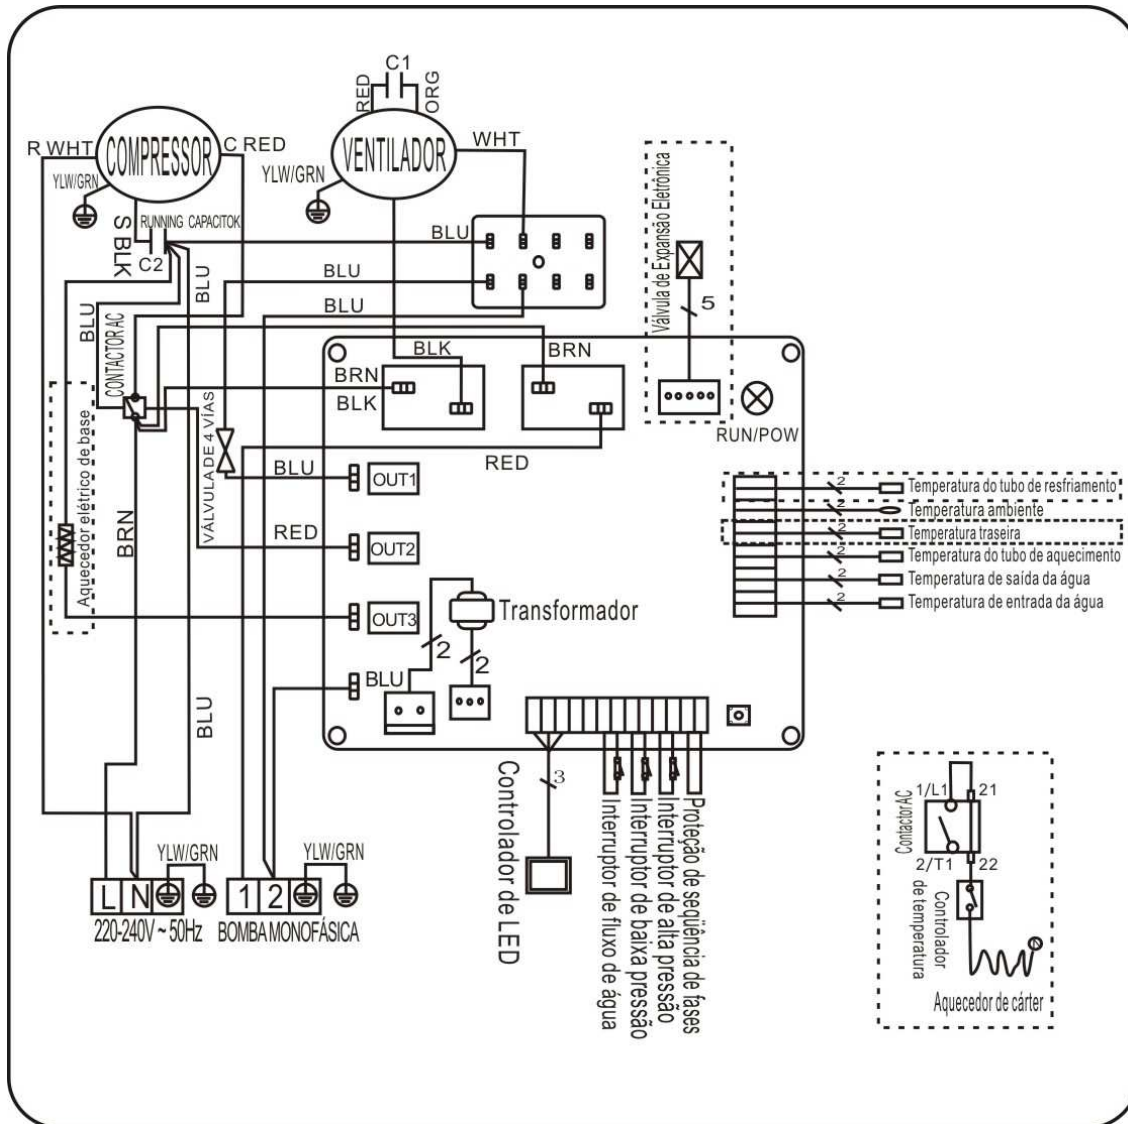 C1
RED
ORG
R WHT
COMPRESSOR
C RED
VENTILADOR
WHT
YLW/GRN
YLW/GRN
S BLK
RUNNING CAPACITOK
C2
BLU
BLU
BLU
BLU
BLU
CONTACTOR AC
Válvula de Expansão Eletrônica
5
BLK
BRN
BRN
BLK
RUN/POW
RED
Aquecedor elétrico de base
VÁLVULA DE 4 VÍAS
BLU
OUT1
BRN
RED
OUT2
OUT3
Transformador
2
2
BLU
BLU
2
Temperatura do tubo de resfriamento
2
Temperatura ambiente
2
Temperatura traseira
2
Temperatura do tubo de aquecimento
2
Temperatura de saída da água
2
Temperatura de entrada da água
3
Controlador de LED
Interruptor de fluxo de água
Interruptor de baixa pressão
Interruptor de alta pressão
Proteção de seqüência de fases
YLW/GRN
YLW/GRN
L N
1 2
220-240V ~ 50Hz
BOMBA MONOFÁSICA
1/L1
21
Contactor AC
2/T1
22
Controlador
de temperatura
Aquecedor de cárter